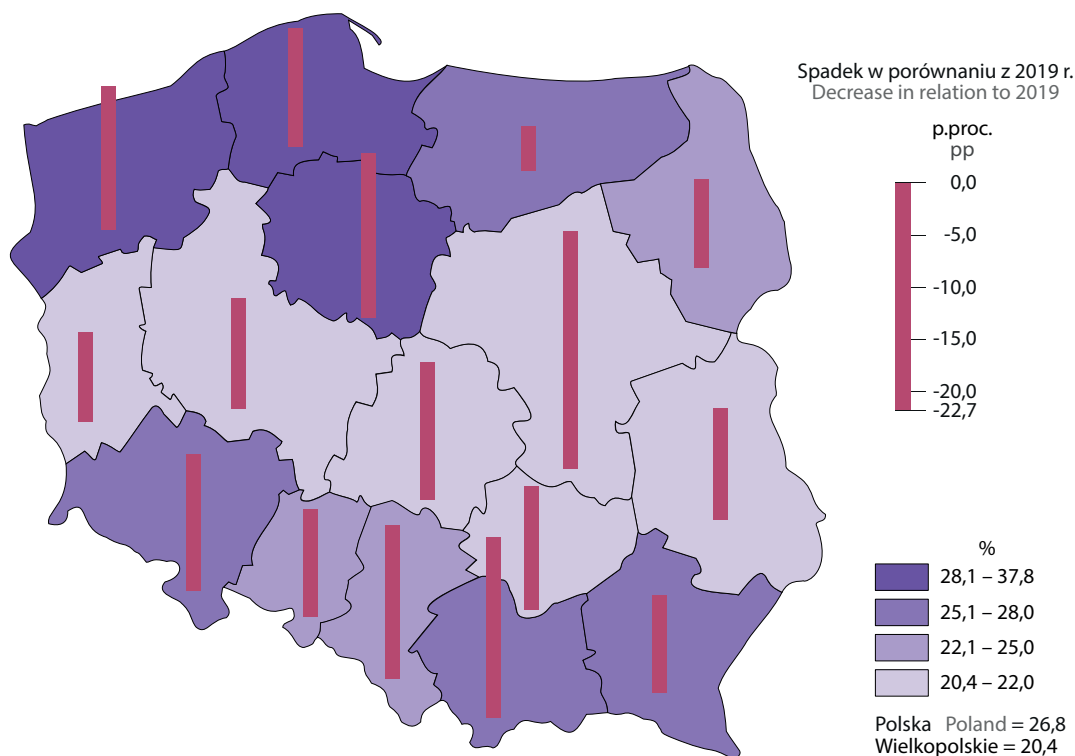 Spadek w porównaniu z 2019 r.
Decrease in relation to 2019
p.proc.
pp
0,0
-5,0
-10,0
-15,0
-20,0
-22,7
%
28,1 – 37,8
25,1 – 28,0
22,1 – 25,0
20,4 – 22,0
Polska Poland = 26,8
Wielkopolskie = 20,4